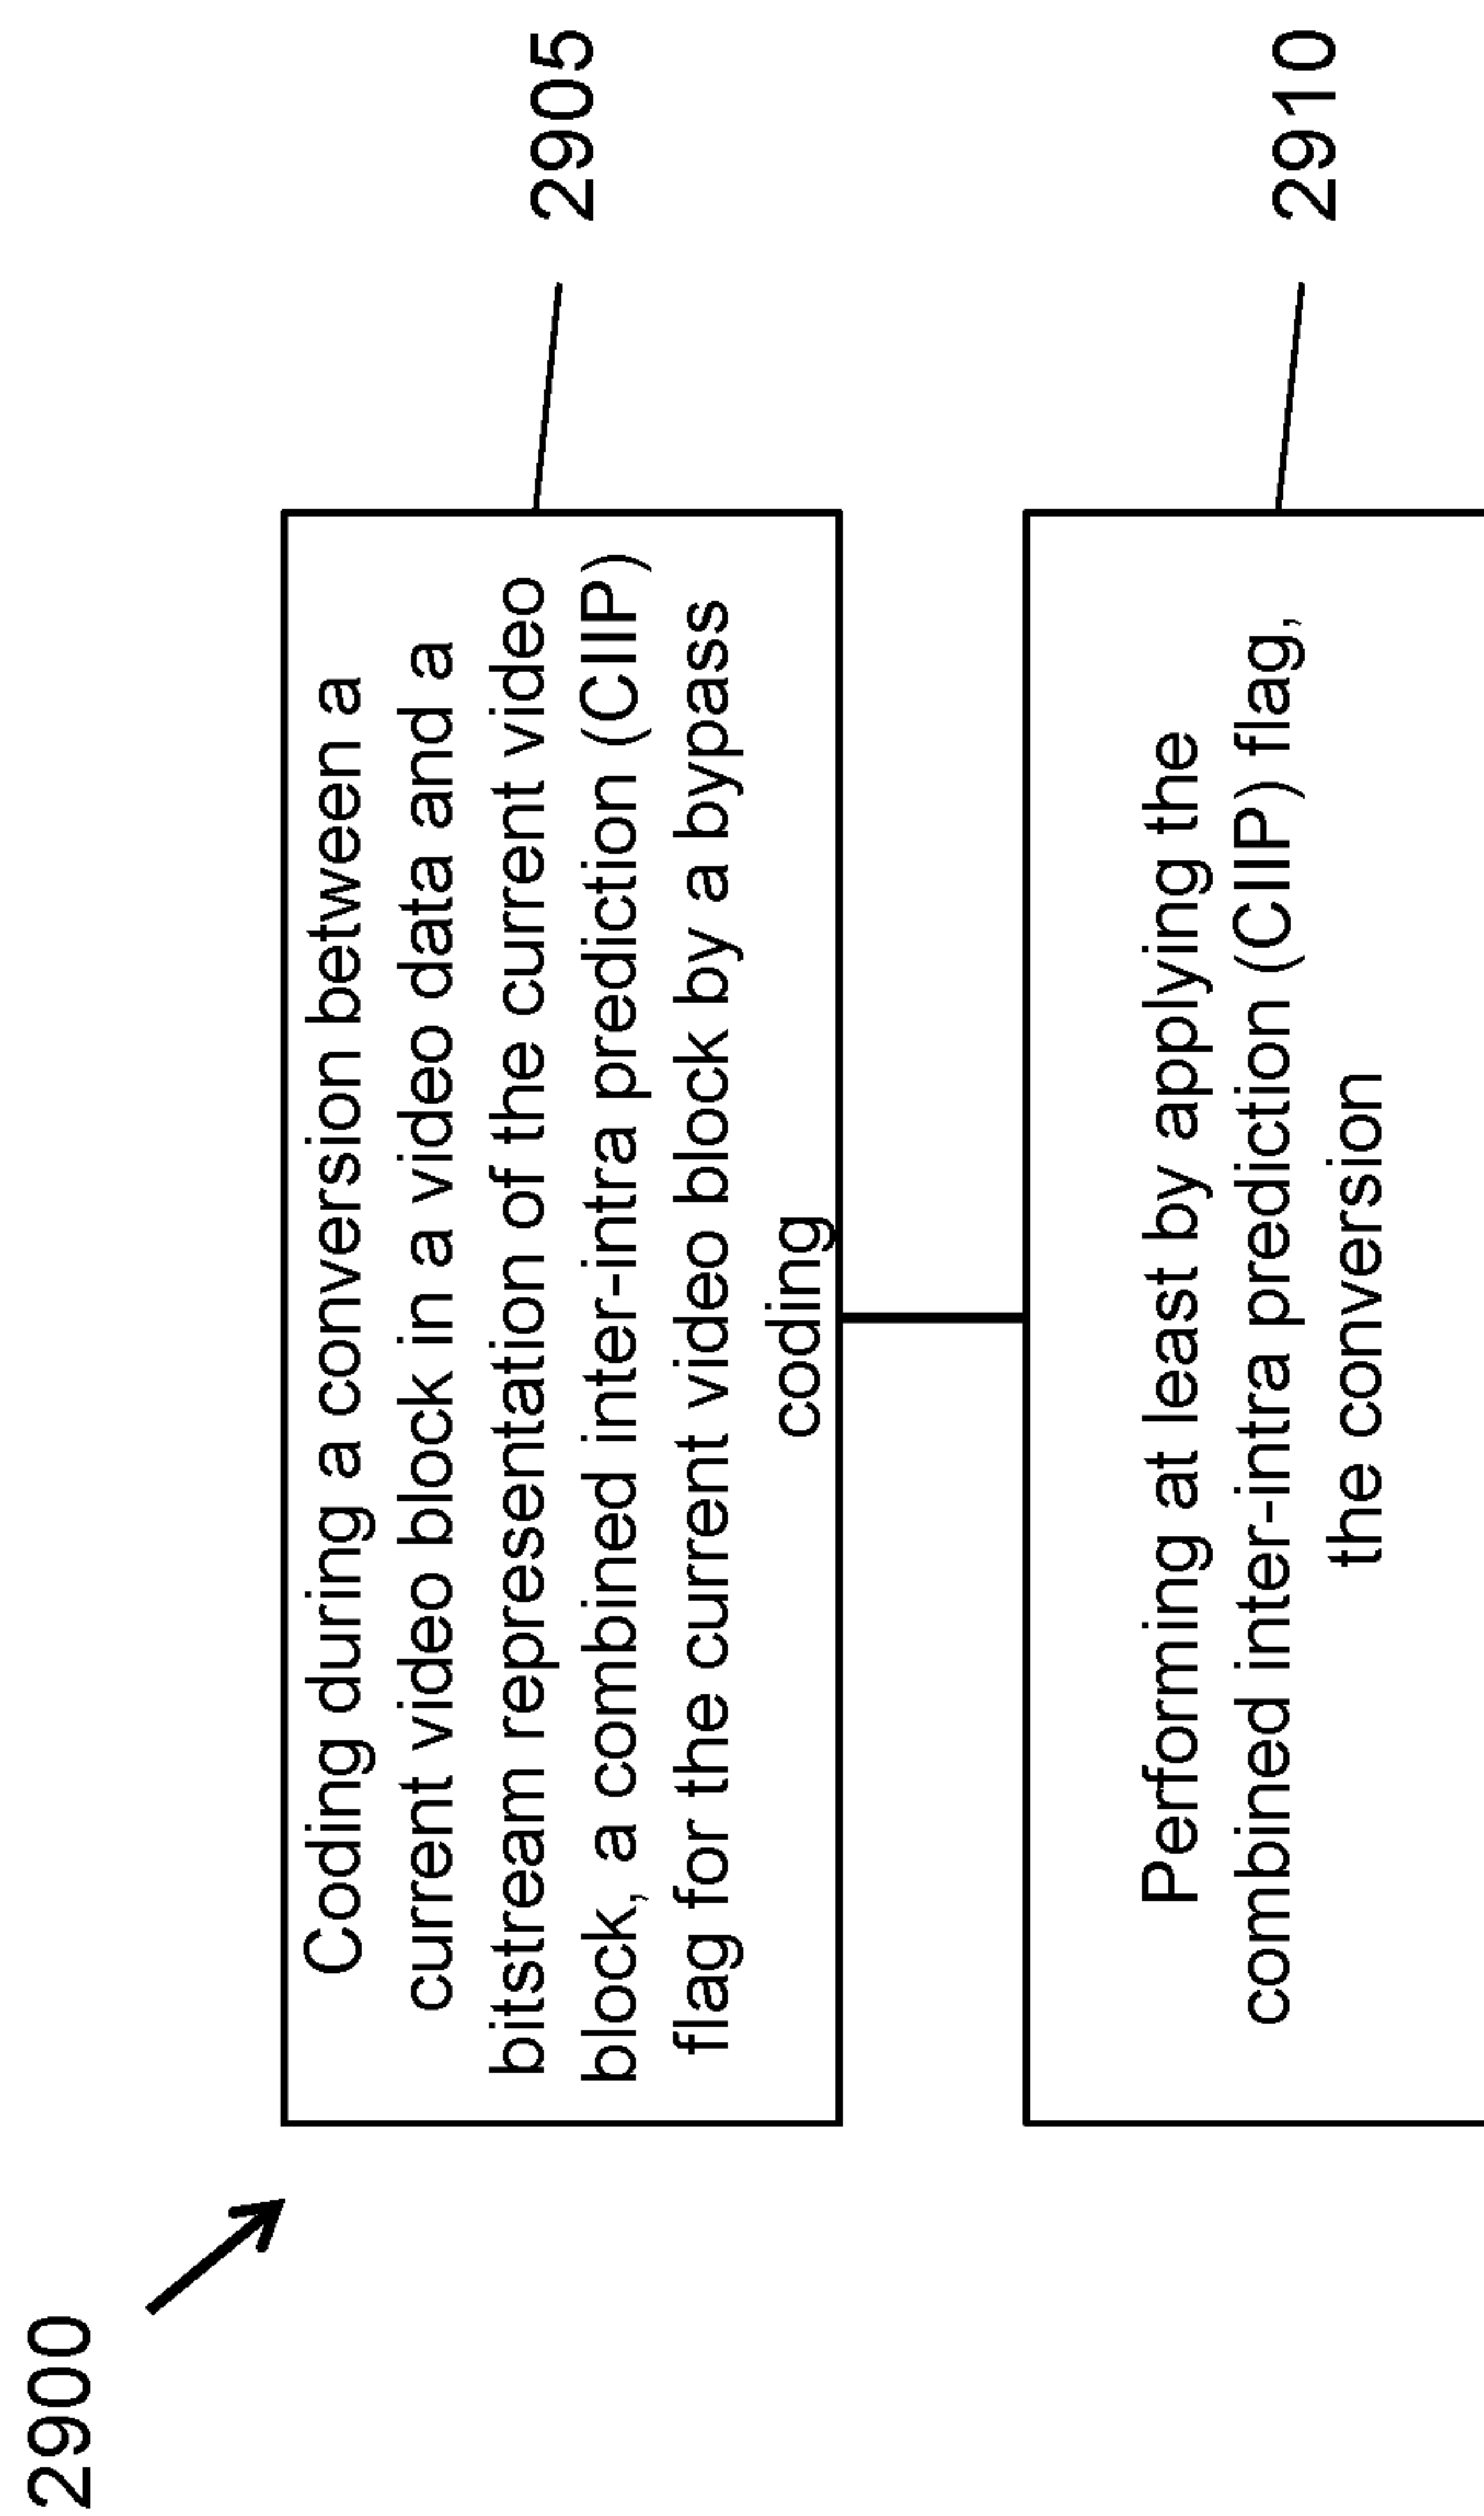 2900
Coding during a conversion between a
current video block in a video data and a
bitstream representation of the current video
block, a combined inter-intra prediction (CIIP)
flag for the current video block by a bypass
coding
2905
Performing at least by applying the
combined inter-intra prediction (CIIP) flag,
the conversion
2910